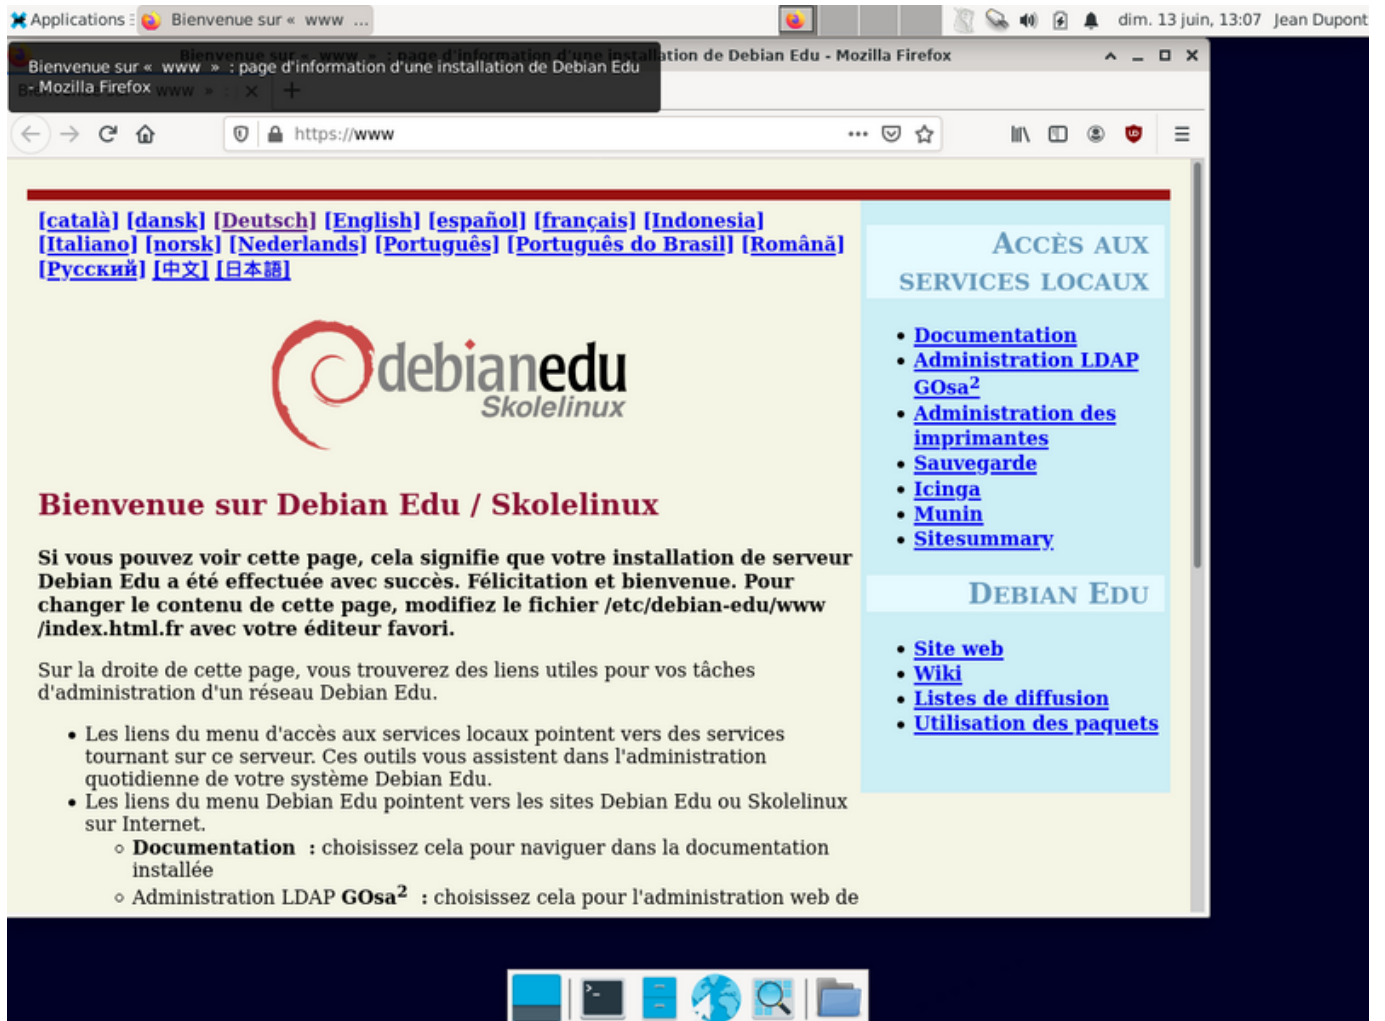 Applications
Bienvenue sur « www ...
dim. 13 juin, 13:07
Jean Dupont
ation de Debian Edu - Mozilla Firefox
Bienvenue sur « www » : page d'information d'une installation de Debian Edu
- Mozilla Firefox
https://www
[català] [dansk] [Deutsch] [English] [español] [français] [Indonesia]
[Italiano] [norsk] [Nederlands] [Português] [Português do Brasil] [Română]
[Русский] [中文] [日本語]
debianedu
Skolelinux
Bienvenue sur Debian Edu / Skolelinux
Si vous pouvez voir cette page, cela signifie que votre installation de serveur
Debian Edu a été effectuée avec succès. Félicitation et bienvenue. Pour
changer le contenu de cette page, modifiez le fichier /etc/debian-edu/www
/index.html.fr avec votre éditeur favori.
Sur la droite de cette page, vous trouverez des liens utiles pour vos tâches
d'administration d'un réseau Debian Edu.
• Les liens du menu d'accès aux services locaux pointent vers des services
tournant sur ce serveur. Ces outils vous assistent dans l'administration
quotidienne de votre système Debian Edu.
• Les liens du menu Debian Edu pointent vers les sites Debian Edu ou Skolelinux
sur Internet.
◦ Documentation : choisissez cela pour naviguer dans la documentation
installée
◦ Administration LDAP GOsa² : choisissez cela pour l'administration web de
Accès aux
services locaux
• Documentation
• Administration LDAP
GOsa²
• Administration des
imprimantes
• Sauvegarde
• Icinga
• Munin
• Sitesummary
Debian Edu
• Site web
• Wiki
• Listes de diffusion
• Utilisation des paquets